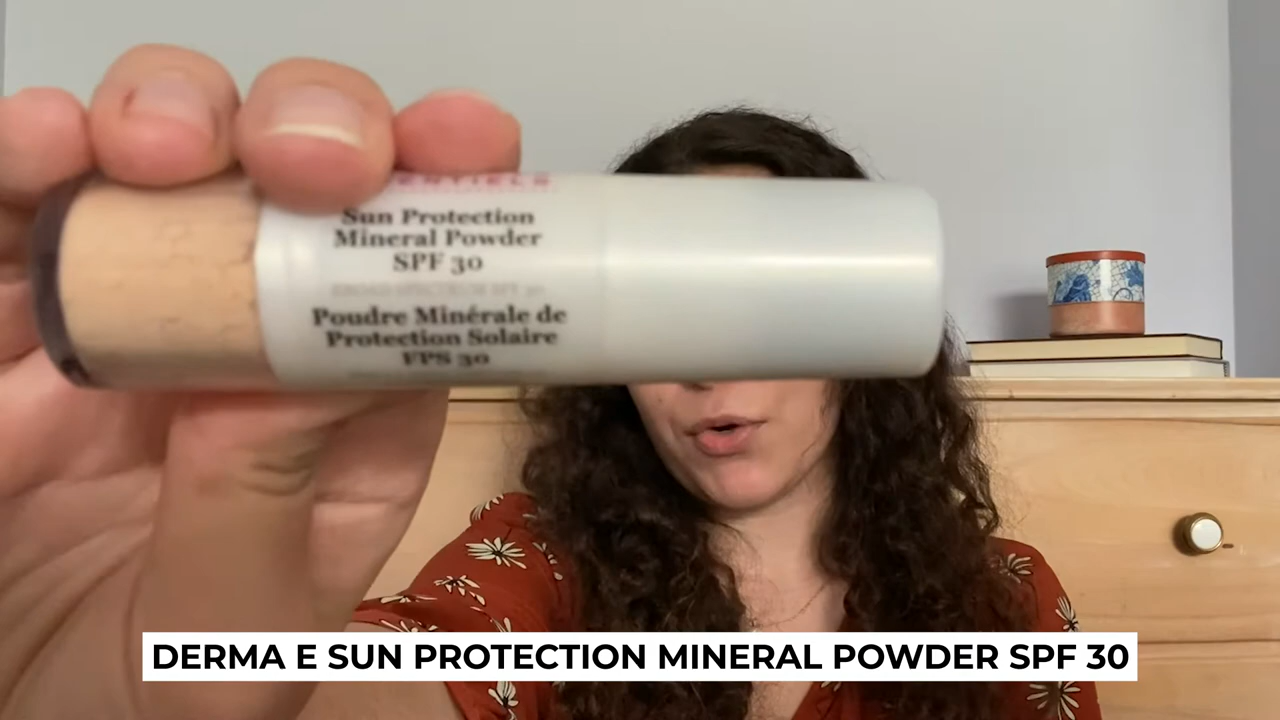 Sun Protection
Mineral Powder
SPF 30
Poudre Minérale de
Protection Solaire
FPS 30
DERMA E SUN PROTECTION MINERAL POWDER SPF 30